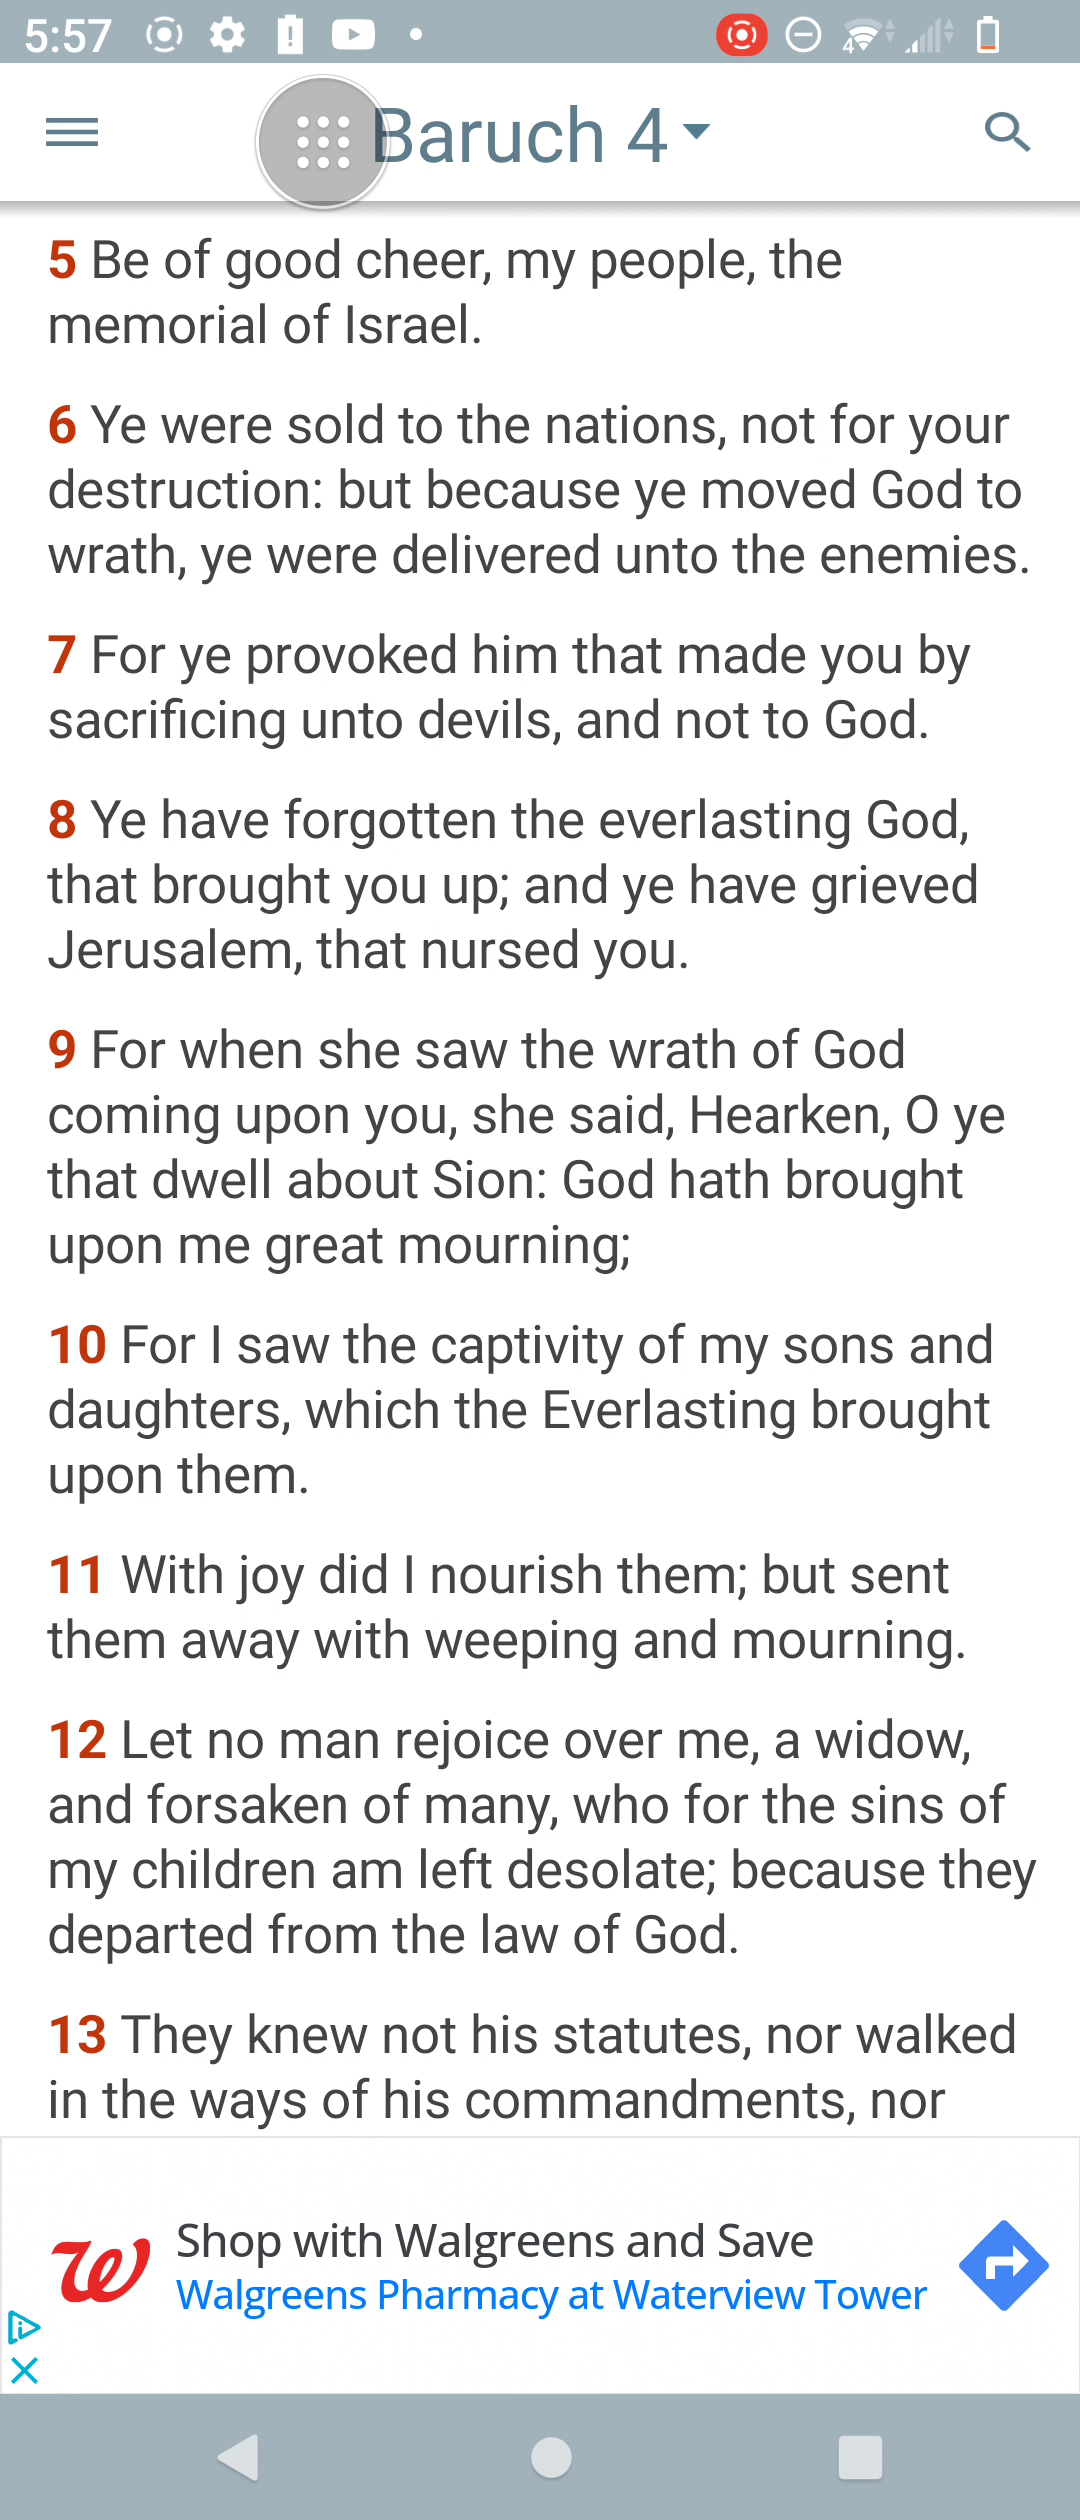 5:57
4
Baruch 4
5 Be of good cheer, my people, the
memorial of Israel.
6 Ye were sold to the nations, not for your
destruction: but because ye moved God to
wrath, ye were delivered unto the enemies.
7 For ye provoked him that made you by
sacrificing unto devils, and not to God.
8 Ye have forgotten the everlasting God,
that brought you up; and ye have grieved
Jerusalem, that nursed you.
9 For when she saw the wrath of God
coming upon you, she said, Hearken, O ye
that dwell about Sion: God hath brought
upon me great mourning;
10 For I saw the captivity of my sons and
daughters, which the Everlasting brought
upon them.
11 With joy did I nourish them; but sent
them away with weeping and mourning.
12 Let no man rejoice over me, a widow,
and forsaken of many, who for the sins of
my children am left desolate; because they
departed from the law of God.
13 They knew not his statutes, nor walked
in the ways of his commandments, nor
W
Shop with Walgreens and Save
Walgreens Pharmacy at Waterview Tower